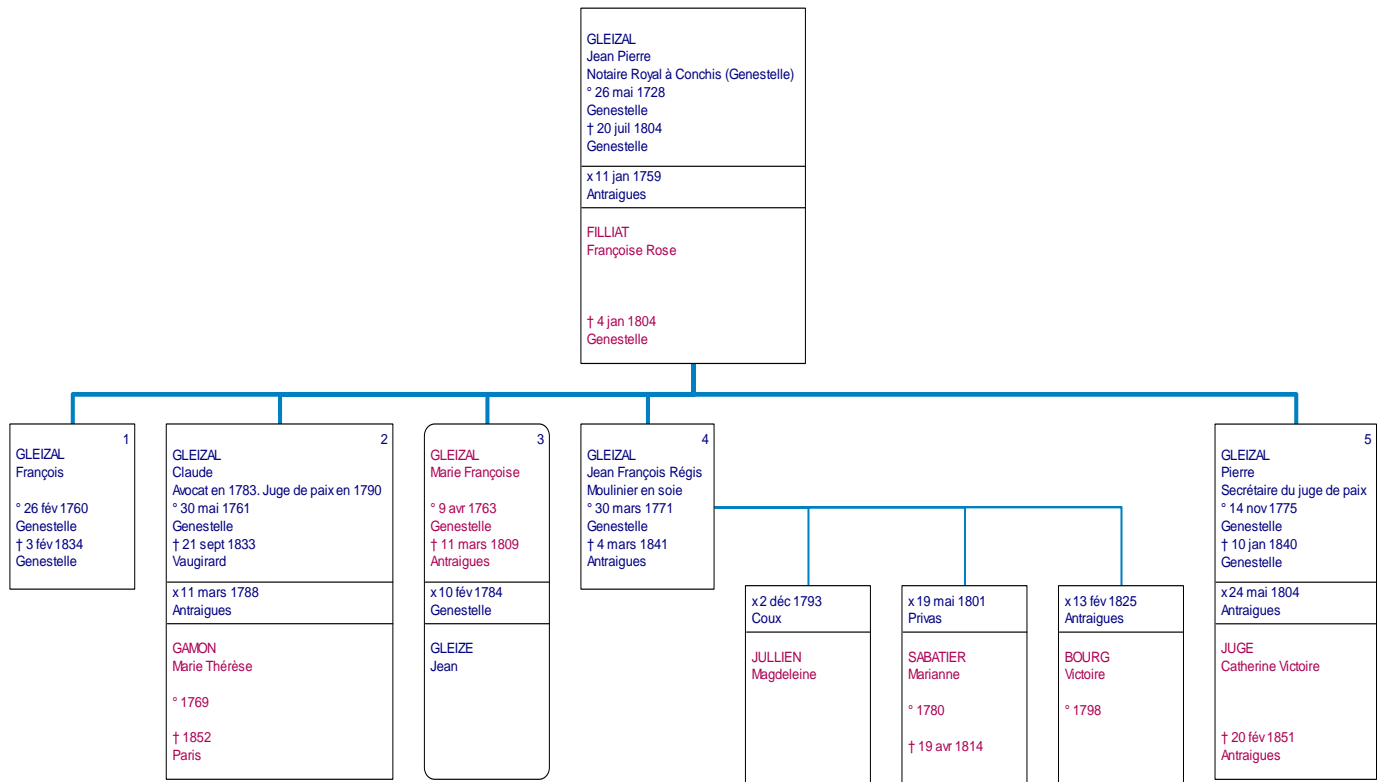 GLEIZAL
Jean Pierre
Notaire Royal à Conchis (Genestelle)
° 26 mai 1728
Genestelle
† 20 juil 1804
Genestelle
x 11 jan 1759
Antraigues
FILLIAT
Françoise Rose
† 4 jan 1804
Genestelle
1
GLEIZAL
François
° 26 fév 1760
Genestelle
† 3 fév 1834
Genestelle
2
GLEIZAL
Claude
Avocat en 1783. Juge de paix en 1790
° 30 mai 1761
Genestelle
† 21 sept 1833
Vaugirard
x 11 mars 1788
Antraigues
GAMON
Marie Thérèse
° 1769
† 1852
Paris
3
GLEIZAL
Marie Françoise
° 9 avr 1763
Genestelle
† 11 mars 1809
Antraigues
x 10 fév 1784
Genestelle
GLEIZE
Jean
4
GLEIZAL
Jean François Régis
Moulinier en soie
° 30 mars 1771
Genestelle
† 4 mars 1841
Antraigues
x 2 déc 1793
Coux
JULLIEN
Magdeleine
x 19 mai 1801
Privas
SABATIER
Marianne
° 1780
† 19 avr 1814
x 13 fév 1825
Antraigues
BOURG
Victoire
° 1798
5
GLEIZAL
Pierre
Secrétaire du juge de paix
° 14 nov 1775
Genestelle
† 10 jan 1840
Genestelle
x 24 mai 1804
Antraigues
JUGE
Catherine Victoire
† 20 fév 1851
Antraigues